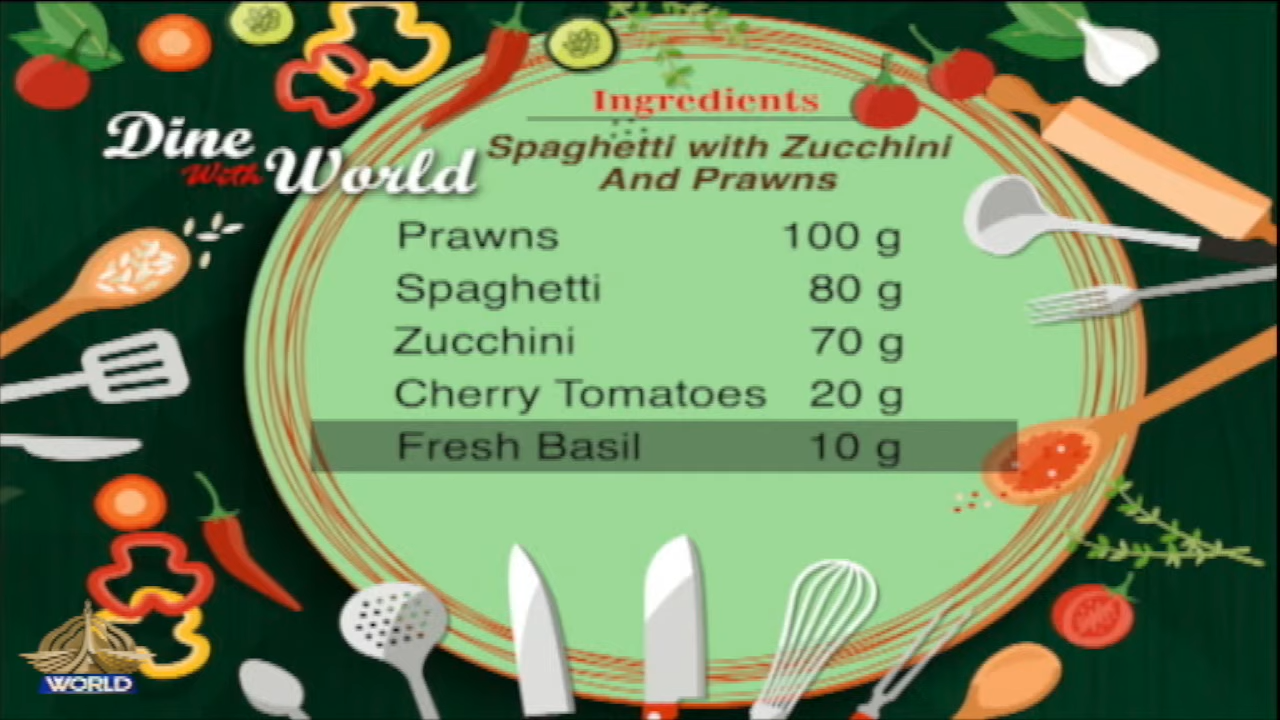 Ingredients
Dine With World
Spaghetti with Zucchini
And Prawns
Prawns 100 g
Spaghetti 80 g
Zucchini 70 g
Cherry Tomatoes 20 g
Fresh Basil 10 g
WORLD